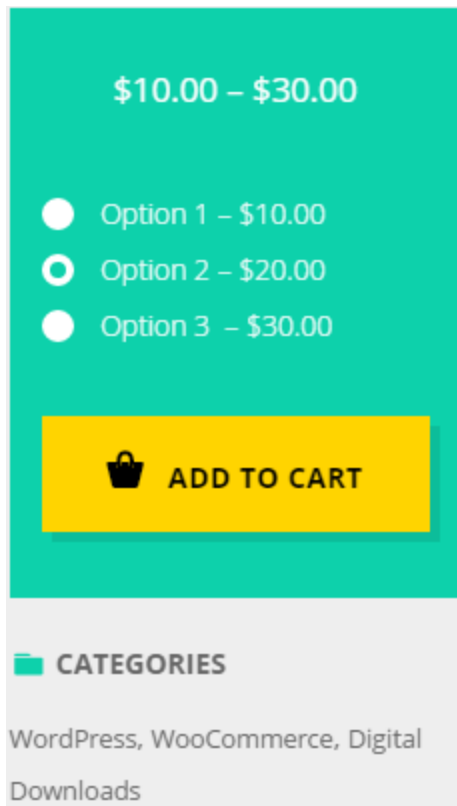 $10.00 – $30.00
Option 1 – $10.00
Option 2 – $20.00
Option 3 – $30.00
ADD TO CART
CATEGORIES
WordPress, WooCommerce, Digital
Downloads